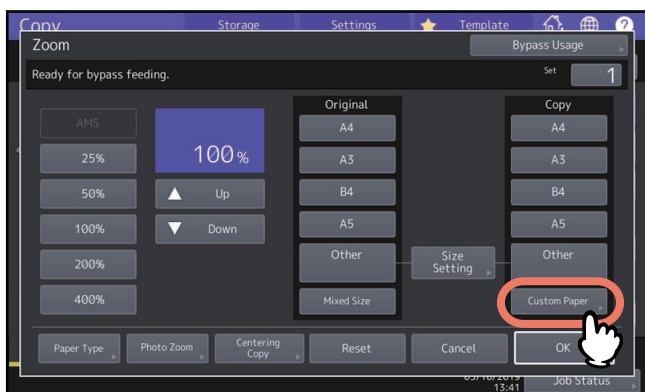 Copy Storage Settings Template
Zoom Bypass Usage
Ready for bypass feeding. Set 1
Original Copy
AMS A4 A4
25% 100 % A3 A3
50% Up B4 B4
100% Down A5 A5
200% Other Size Setting Other
400% Mixed Size Custom Paper
Paper Type Photo Zoom Centering Copy Reset Cancel OK
13:41 Job Status